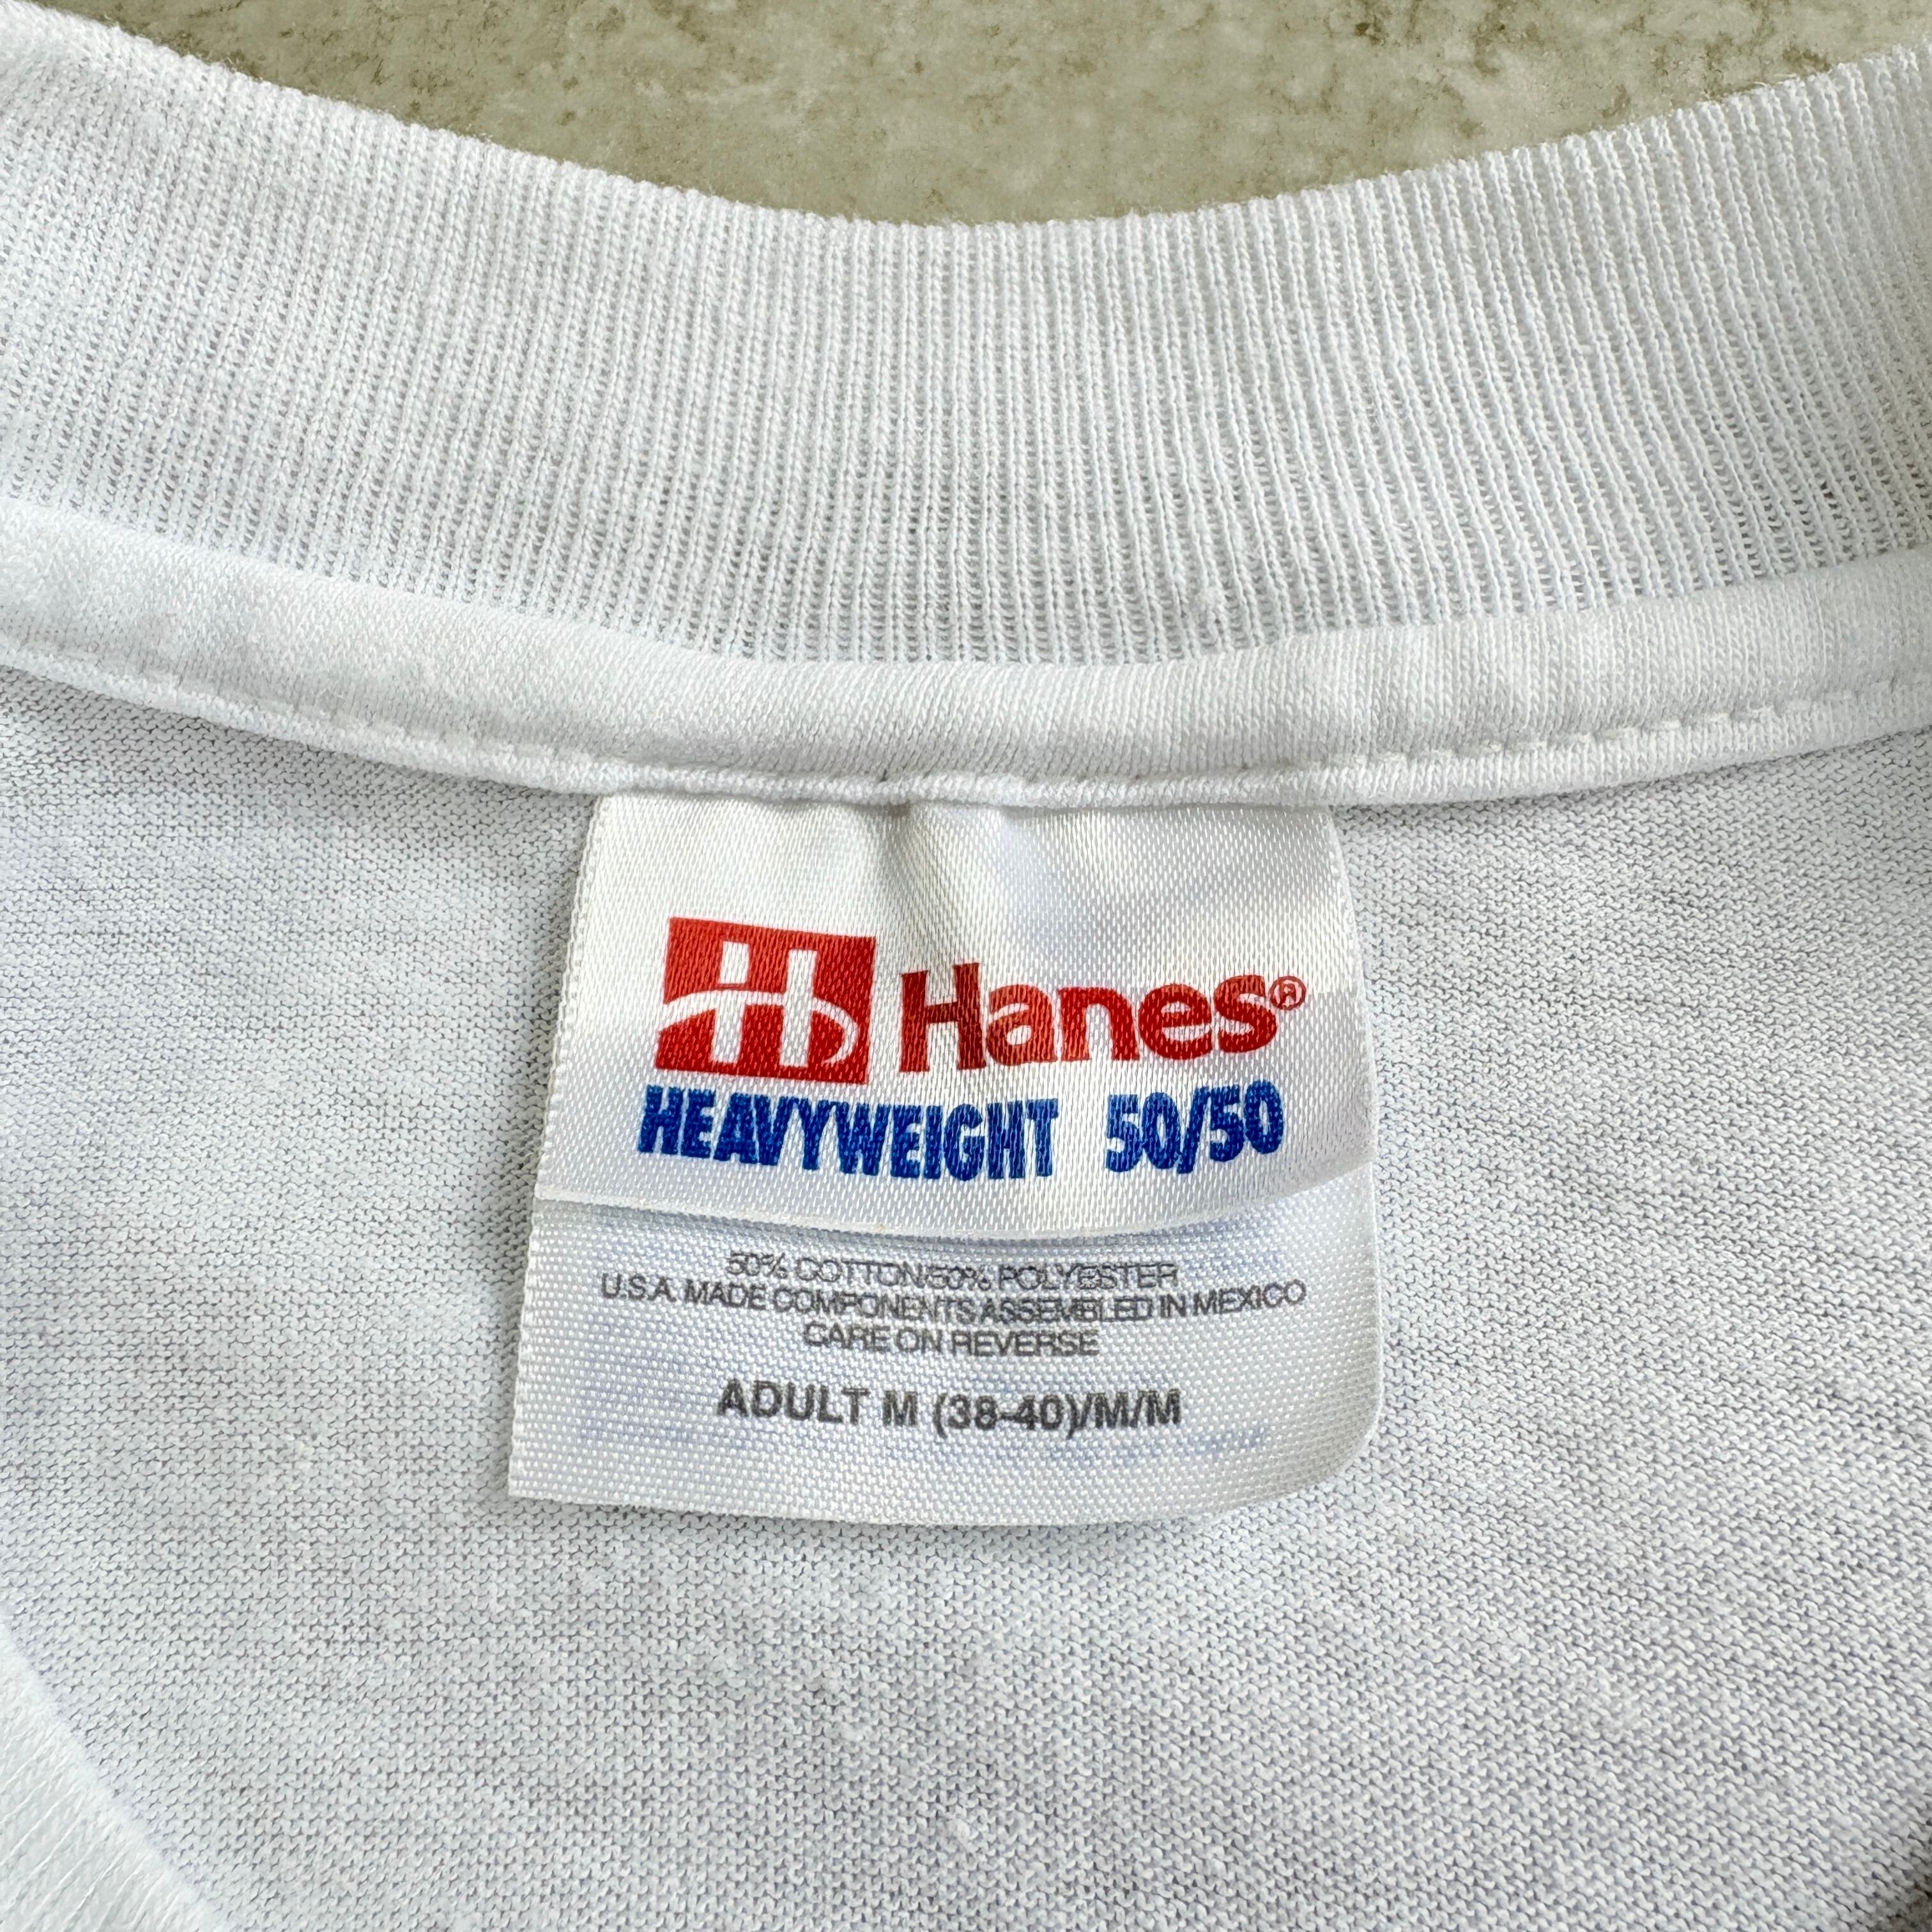 H Hanes®
HEAVYWEIGHT 50/50
50% COTTON/50% POLYESTER
U.S.A. MADE COMPONENTS ASSEMBLED IN MEXICO
CARE ON REVERSE
ADULT M (38-40)/M/M